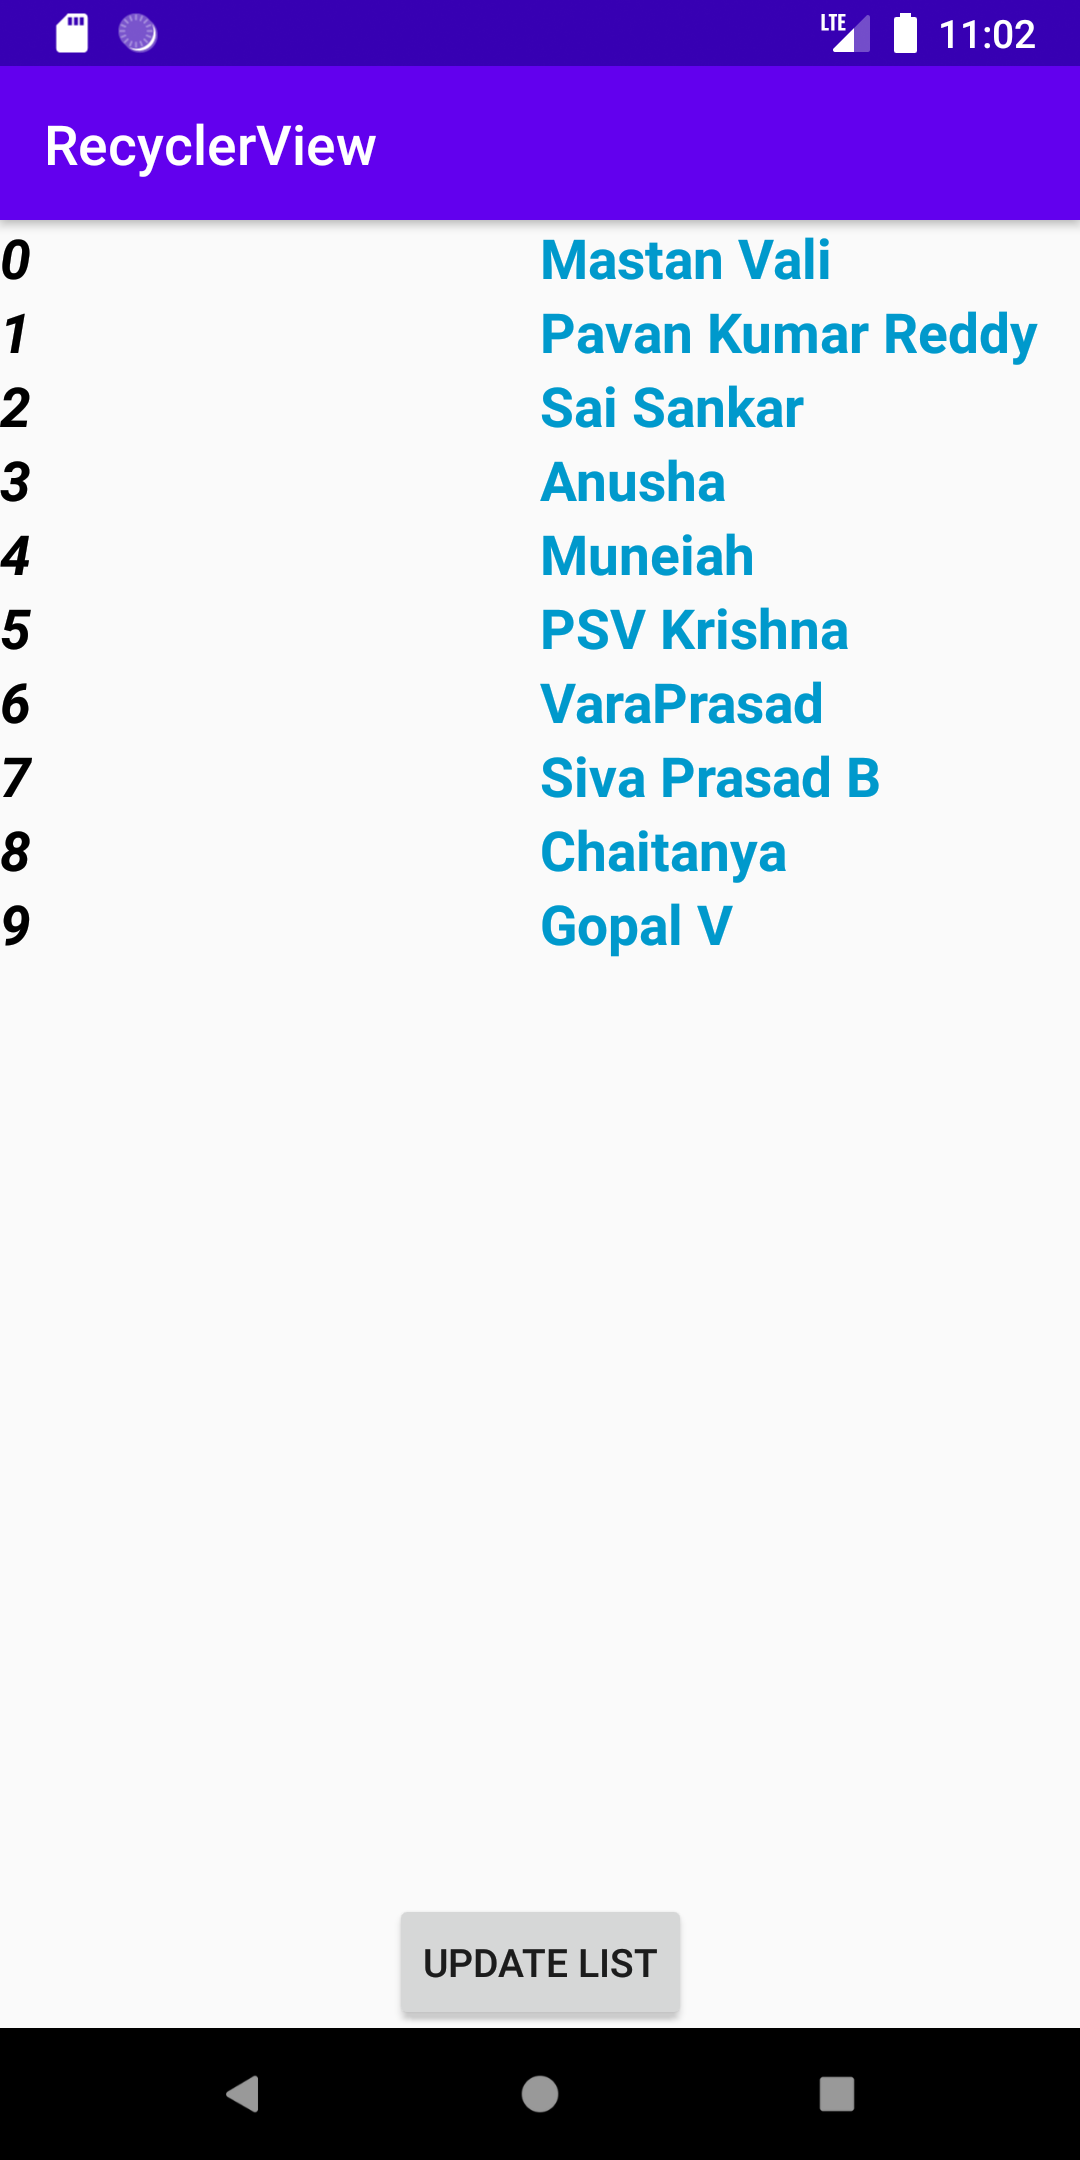 LTE 11:02
RecyclerView
0 Mastan Vali
1 Pavan Kumar Reddy
2 Sai Sankar
3 Anusha
4 Muneiah
5 PSV Krishna
6 VaraPrasad
7 Siva Prasad B
8 Chaitanya
9 Gopal V
UPDATE LIST